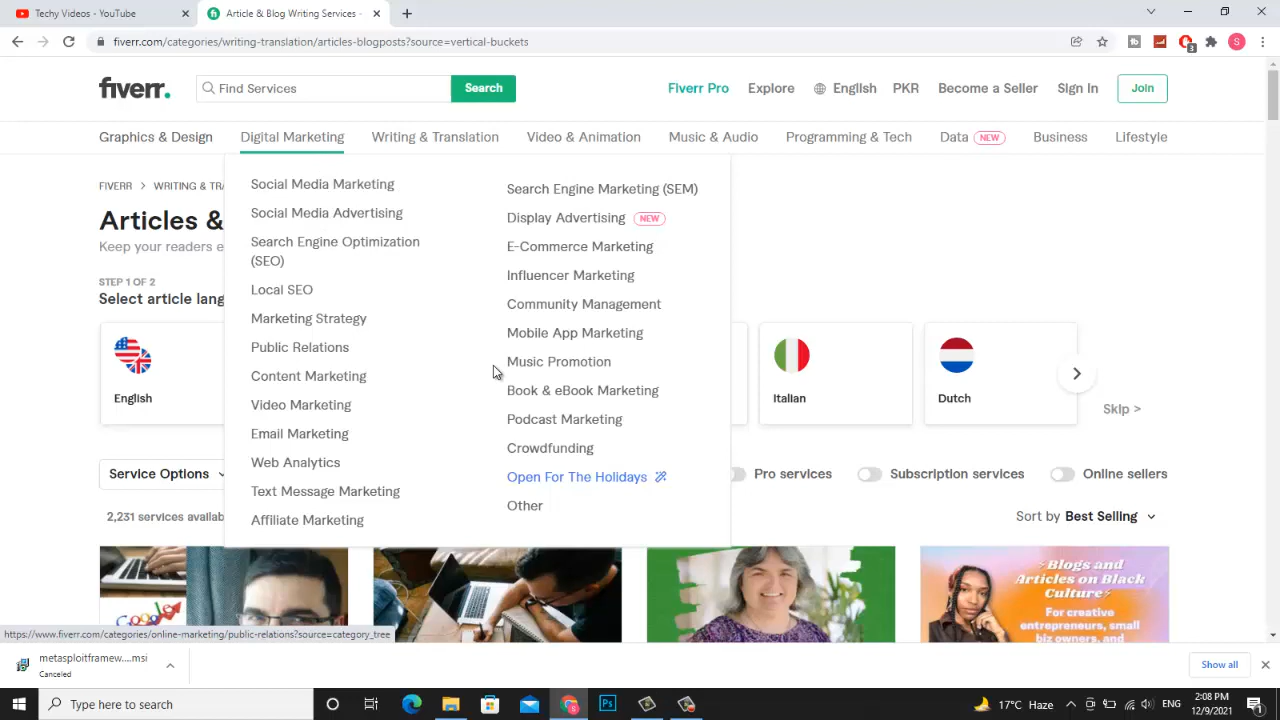 Techy Videos - YouTube
Article & Blog Writing Services -
fiverr.com/categories/writing-translation/articles-blogposts?source=vertical-buckets
3
S
fiverr.
Find Services
Search
Fiverr Pro
Explore
English
PKR
Become a Seller
Sign In
Join
Graphics & Design
Digital Marketing
Writing & Translation
Video & Animation
Music & Audio
Programming & Tech
Data NEW
Business
Lifestyle
FIVERR > WRITING & TRA
Articles &
Keep your readers e
STEP 1 OF 2
Select article lang
Social Media Marketing
Social Media Advertising
Search Engine Optimization
(SEO)
Local SEO
Marketing Strategy
Public Relations
Content Marketing
Video Marketing
Email Marketing
Web Analytics
Text Message Marketing
Affiliate Marketing
Search Engine Marketing (SEM)
Display Advertising NEW
E-Commerce Marketing
Influencer Marketing
Community Management
Mobile App Marketing
Music Promotion
Book & eBook Marketing
Podcast Marketing
Crowdfunding
Open For The Holidays
Other
English
Italian
Dutch
Skip >
Service Options
Pro services
Subscription services
Online sellers
2,231 services availab
Sort by Best Selling
Google
Blogs and
Articles on Black
Culture
For creative
entrepreneurs, small
biz owners, and
https://www.fiverr.com/categories/online-marketing/public-relations?source=category_tree
metasploitframew....msi
Canceled
Show all
Type here to search
Ps
17°C Haze
ENG
2:08 PM
12/9/2021
1